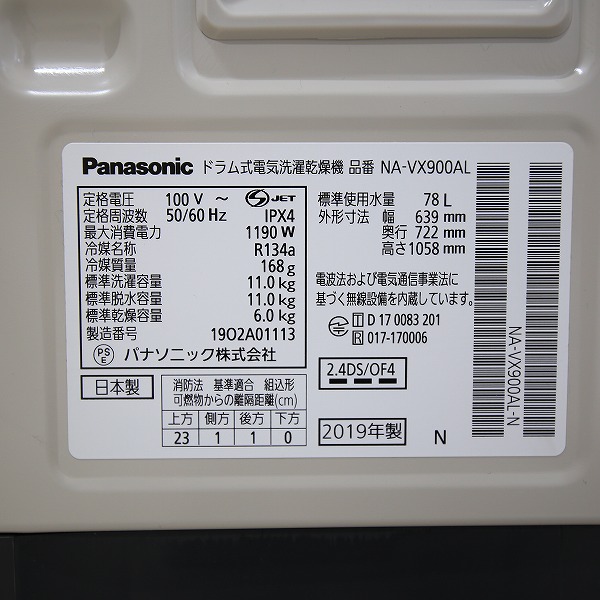 Panasonic ドラム式電気洗濯乾燥機 品番 NA-VX900AL
定格電圧 100 V ～ S JET
定格周波数 50/60 Hz IPX4
最大消費電力 1190 W
冷媒名称 R134a
冷媒質量 168 g
標準洗濯容量 11.0 kg
標準脱水容量 11.0 kg
標準乾燥容量 6.0 kg
製造番号 19O2A01113
PS E パナソニック株式会社
標準使用水量 78 L
外形寸法 幅 639 mm
奥行 722 mm
高さ 1058 mm
電波法および電気通信事業法に
基づく無線設備を内蔵しています。
T D 17 0083 201
R 017-170006
2.4DS/OF4
日本製
消防法 基準適合 組込形
可燃物からの離隔距離(cm)
上方 側方 後方 下方
23 1 1 0
2019年製 N
NA-VX900AL-N